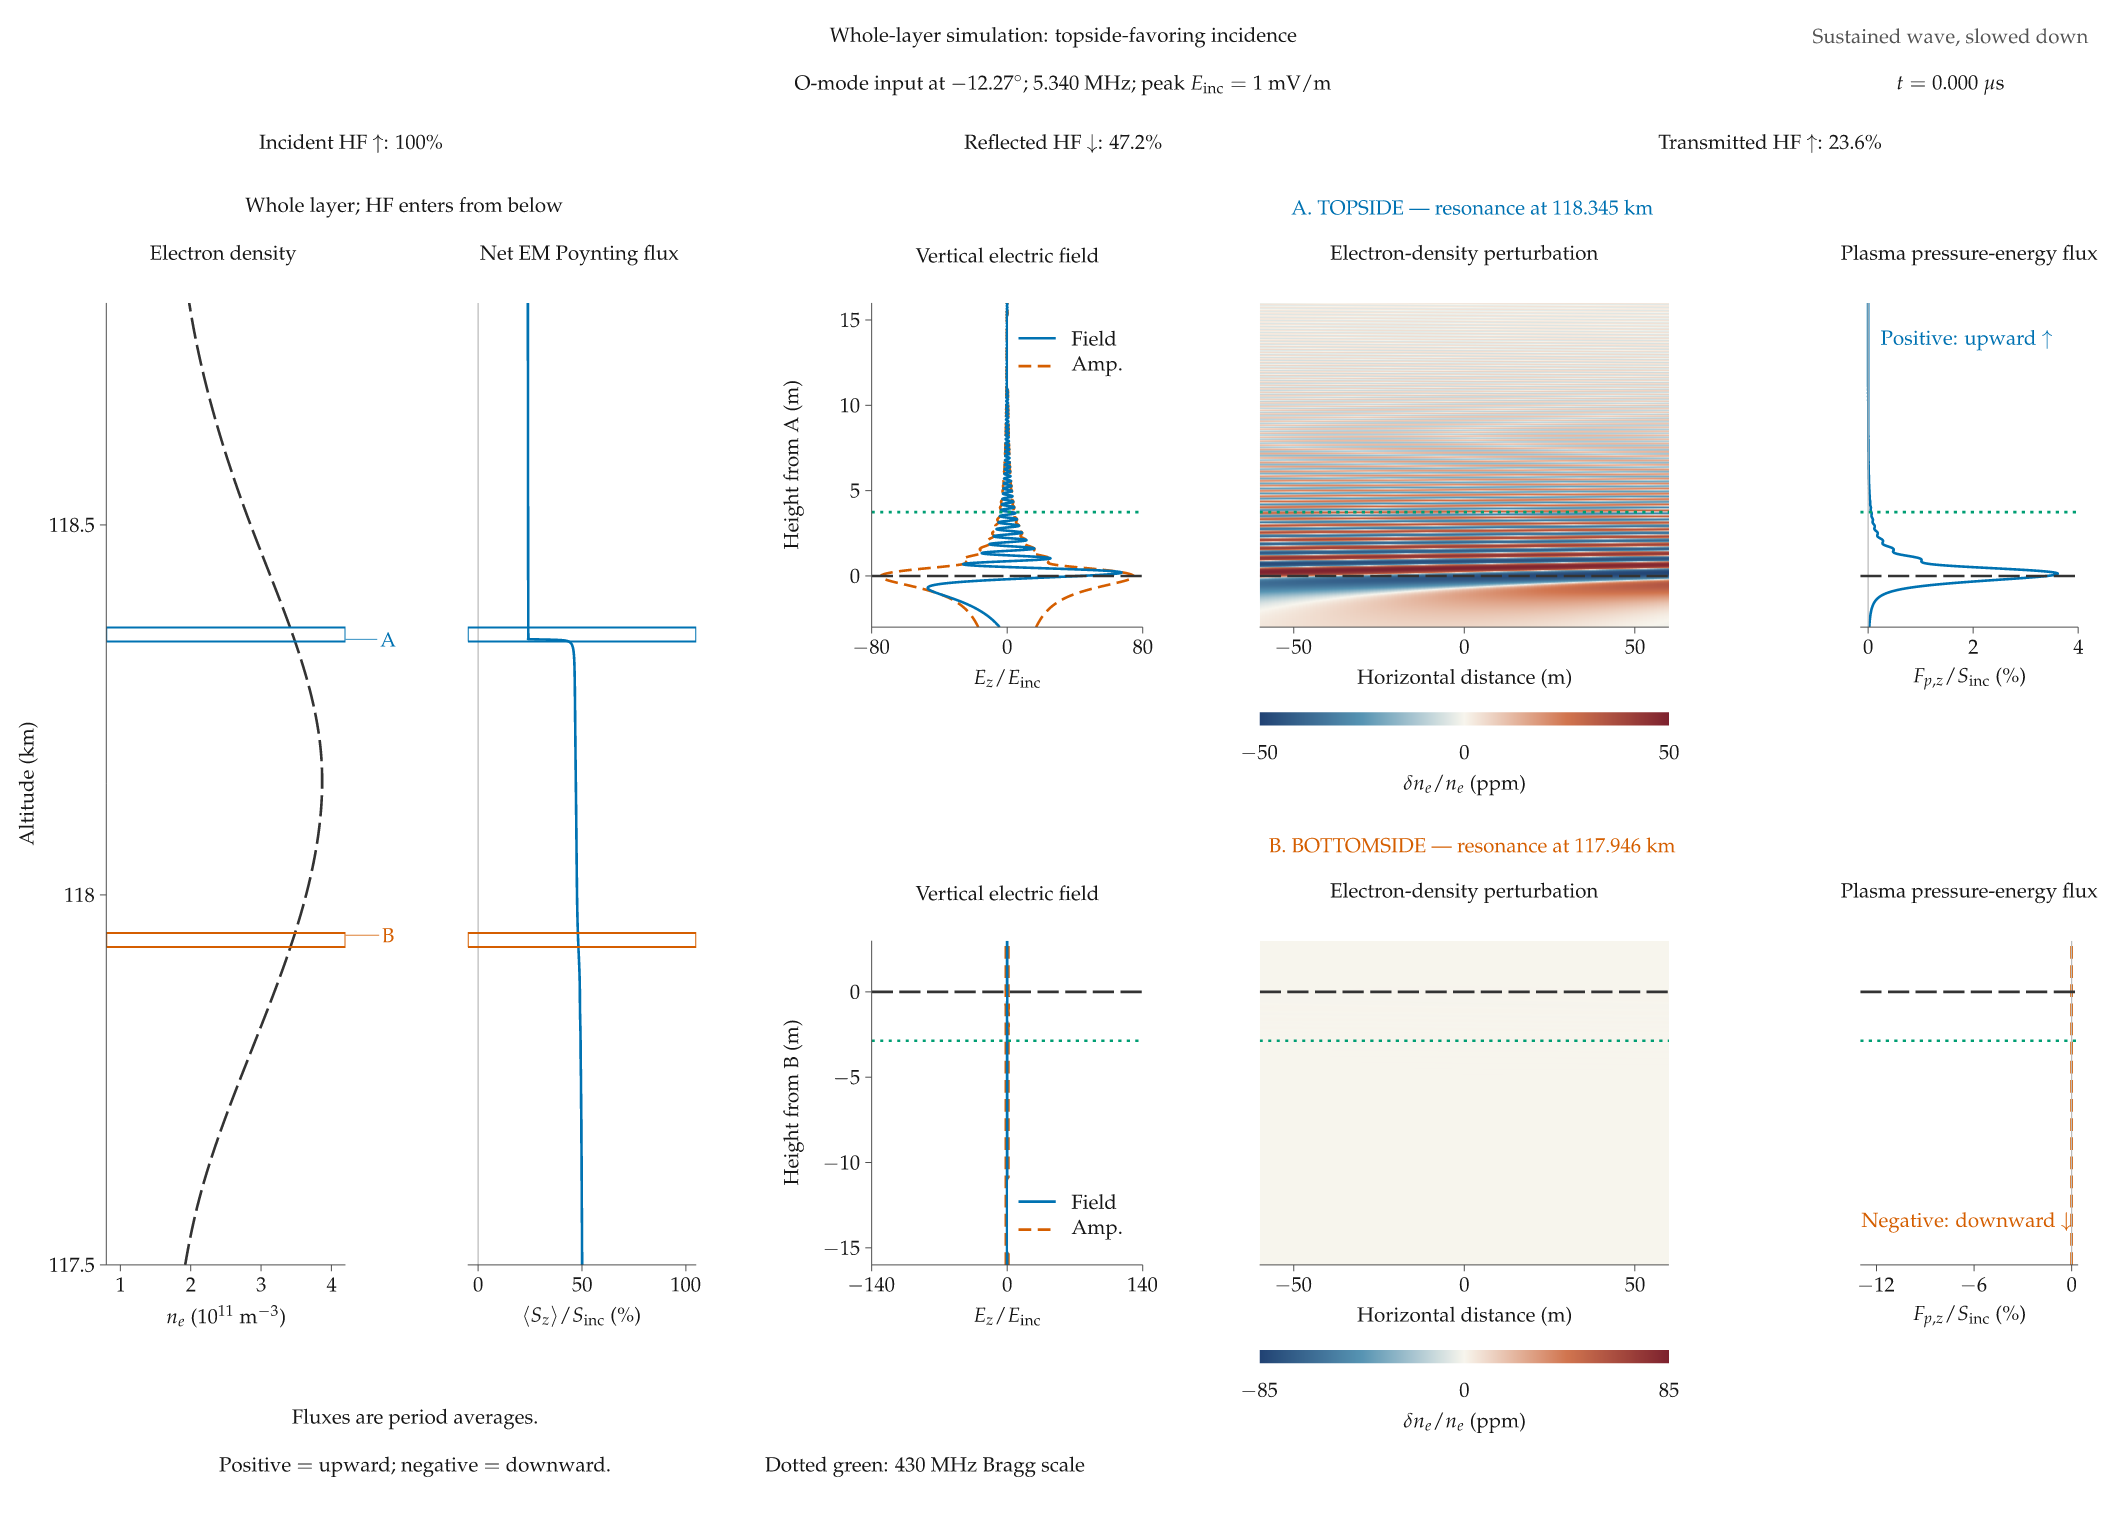 Whole-layer simulation: topside-favoring incidence
Sustained wave, slowed down
O-mode input at −12.27°; 5.340 MHz; peak E_inc = 1 mV/m
t = 0.000 µs
Incident HF ↑: 100%
Reflected HF ↓: 47.2%
Transmitted HF ↑: 23.6%
Whole layer; HF enters from below
Electron density
Net EM Poynting flux
Altitude (km)
118.5
118
117.5
1 2 3 4
n_e (10^11 m^−3)
0 50 100
⟨S_z⟩/S_inc (%)
A
B
A. TOPSIDE — resonance at 118.345 km
Vertical electric field
Electron-density perturbation
Plasma pressure-energy flux
Height from A (m)
15
10
5
0
Field
Amp.
−80 0 80
E_z/E_inc
−50 0 50
Horizontal distance (m)
−50 0 50
δn_e/n_e (ppm)
Positive: upward ↑
0 2 4
F_p,z/S_inc (%)
B. BOTTOMSIDE — resonance at 117.946 km
Vertical electric field
Electron-density perturbation
Plasma pressure-energy flux
Height from B (m)
0
−5
−10
−15
Field
Amp.
−140 0 140
E_z/E_inc
−50 0 50
Horizontal distance (m)
−85 0 85
δn_e/n_e (ppm)
Negative: downward ↓
−12 −6 0
F_p,z/S_inc (%)
Fluxes are period averages.
Positive = upward; negative = downward.
Dotted green: 430 MHz Bragg scale